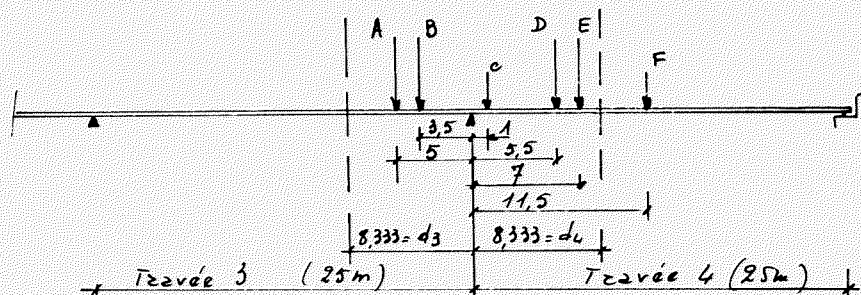 A B D E
c F
3,5 1
5 5,5
7
11,5
8,333 = d3 8,333 = d4
Travée 3 (25m) Travée 4 (25m)